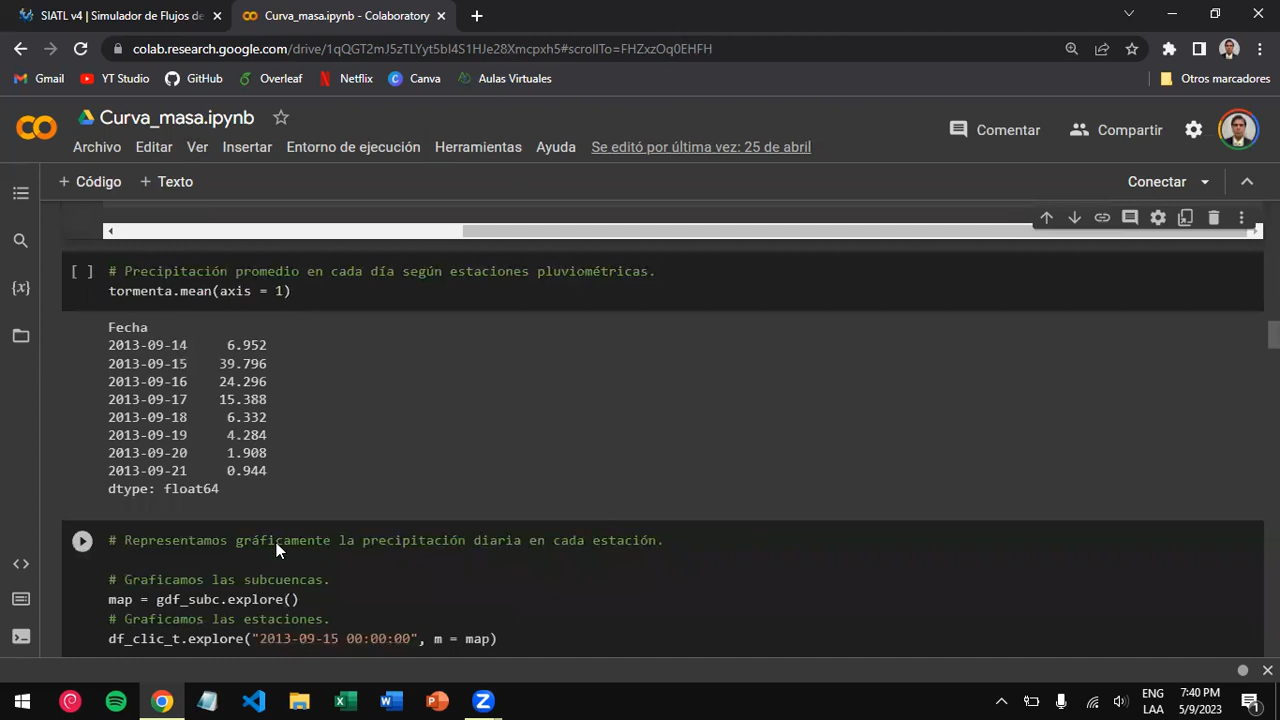 SIATL v4 | Simulador de Flujos de
Curva_masa.ipynb - Colaboratory
colab.research.google.com/drive/1qQGT2mJ5zTLYyt5bI4S1HJe28Xmcpxh5#scrollTo=FHZxzOq0EHFH
Gmail YT Studio GitHub Overleaf Netflix Canva Aulas Virtuales Otros marcadores
Curva_masa.ipynb
Comentar Compartir
Archivo Editar Ver Insertar Entorno de ejecución Herramientas Ayuda Se editó por última vez: 25 de abril
+ Código + Texto Conectar
[ ] # Precipitación promedio en cada día según estaciones pluviométricas.
tormenta.mean(axis = 1)
Fecha
2013-09-14 6.952
2013-09-15 39.796
2013-09-16 24.296
2013-09-17 15.388
2013-09-18 6.332
2013-09-19 4.284
2013-09-20 1.908
2013-09-21 0.944
dtype: float64
# Representamos gráficamente la precipitación diaria en cada estación.
# Graficamos las subcuencas.
map = gdf_subc.explore()
# Graficamos las estaciones.
df_clic_t.explore("2013-09-15 00:00:00", m = map)
ENG
LAA
7:40 PM
5/9/2023